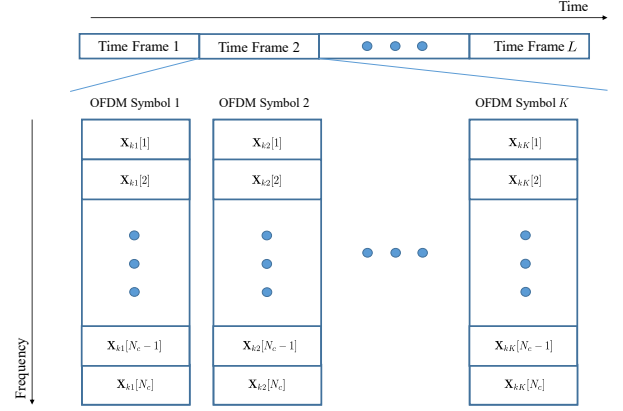 Time
Time Frame 1 Time Frame 2 Time Frame L
OFDM Symbol 1 OFDM Symbol 2 OFDM Symbol K
X_{k1}[1] X_{k2}[1] X_{kK}[1]
X_{k1}[2] X_{k2}[2] X_{kK}[2]
X_{k1}[N_c − 1] X_{k2}[N_c − 1] X_{kK}[N_c − 1]
X_{k1}[N_c] X_{k2}[N_c] X_{kK}[N_c]
Frequency